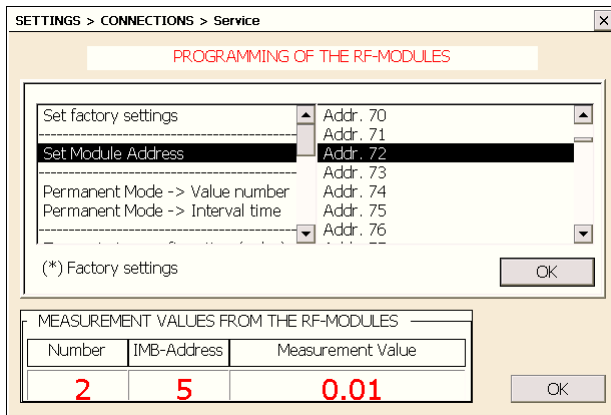 SETTINGS > CONNECTIONS > Service
PROGRAMMING OF THE RF-MODULES
Set factory settings
Set Module Address
Permanent Mode -> Value number
Permanent Mode -> Interval time
Addr. 70
Addr. 71
Addr. 72
Addr. 73
Addr. 74
Addr. 75
Addr. 76
(*) Factory settings
OK
MEASUREMENT VALUES FROM THE RF-MODULES
Number IMB-Address Measurement Value
2 5 0.01
OK